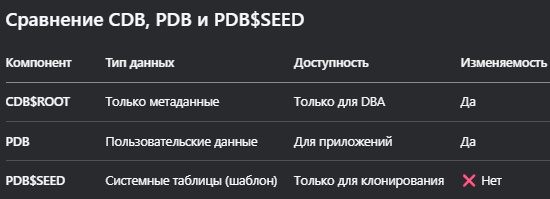 Сравнение CDB, PDB и PDB$SEED
Компонент Тип данных Доступность Изменяемость
CDB$ROOT Только метаданные Только для DBA Да
PDB Пользовательские данные Для приложений Да
PDB$SEED Системные таблицы (шаблон) Только для клонирования ❌ Нет